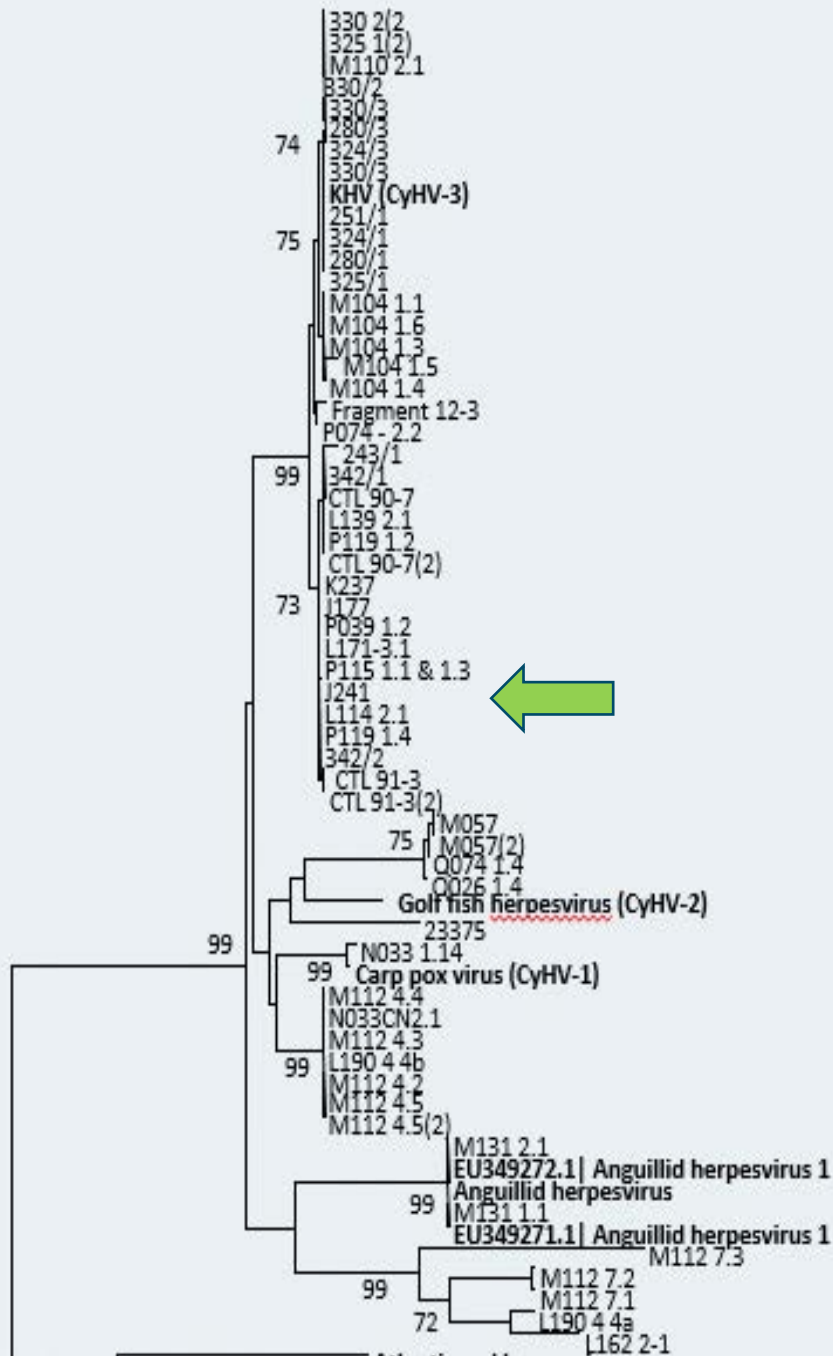 330 2(2
325 1(2)
M110 2.1
330/2
330/3
280/3
324/3
74
330/3
KHV (CyHV-3)
251/1
324/1
75
280/1
325/1
M104 1.1
M104 1.6
M104 1.3
M104 1.5
M104 1.4
Fragment 12-3
P074 - 2.2
243/1
342/1
99
CTL 90-7
L139 2.1
P119 1.2
CTL 90-7(2)
K237
J177
73
P039 1.2
L171-3.1
P115 1.1 & 1.3
J241
L114 2.1
P119 1.4
342/2
CTL 91-3
CTL 91-3(2)
M057
75
M057(2)
Q074 1.4
Q026 1.4
Golf fish herpesvirus (CyHV-2)
23375
99
N033 1.14
99
Carp pox virus (CyHV-1)
M112 4.4
N033CN2.1
M112 4.3
L190 4 4b
99
M112 4.2
M112 4.5
M112 4.5(2)
M131 2.1
EU349272.1| Anguillid herpesvirus 1
Anguillid herpesvirus
99
M131 1.1
EU349271.1| Anguillid herpesvirus 1
M112 7.3
M112 7.2
99
M112 7.1
L190 4 4a
72
L162 2-1